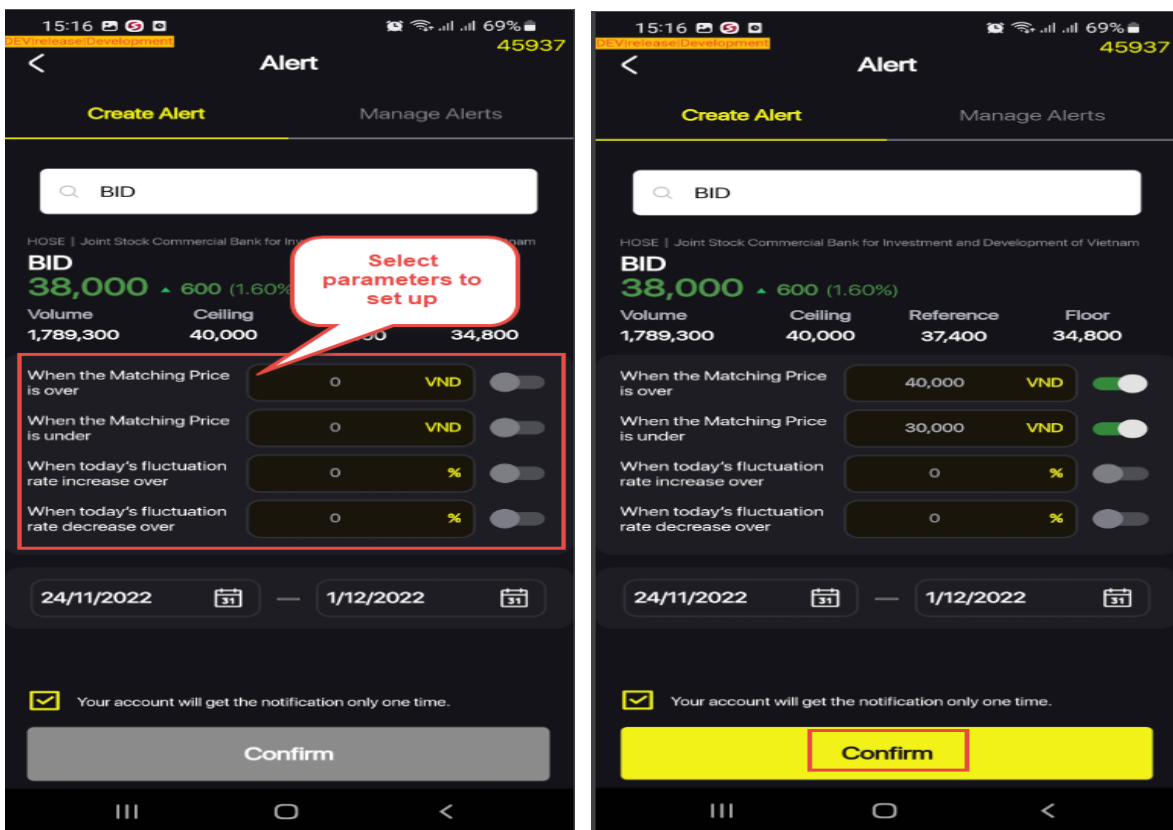 15:16 69%
DEV|release|Development
45937
Alert
Create Alert Manage Alerts
BID
HOSE | Joint Stock Commercial Bank for
BID
38,000 600 (1.60%
Volume Ceiling
1,789,300 40,000 34,800
Select
parameters to
set up
When the Matching Price
is over
0 VND
When the Matching Price
is under
0 VND
When today's fluctuation
rate increase over
0 %
When today's fluctuation
rate decrease over
0 %
24/11/2022 31 — 1/12/2022 31
Your account will get the notification only one time.
Confirm
15:16 69%
DEV|release|Development
45937
Alert
Create Alert Manage Alerts
BID
HOSE | Joint Stock Commercial Bank for Investment and Development of Vietnam
BID
38,000 600 (1.60%)
Volume Ceiling Reference Floor
1,789,300 40,000 37,400 34,800
When the Matching Price
is over
40,000 VND
When the Matching Price
is under
30,000 VND
When today's fluctuation
rate increase over
0 %
When today's fluctuation
rate decrease over
0 %
24/11/2022 31 — 1/12/2022 31
Your account will get the notification only one time.
Confirm